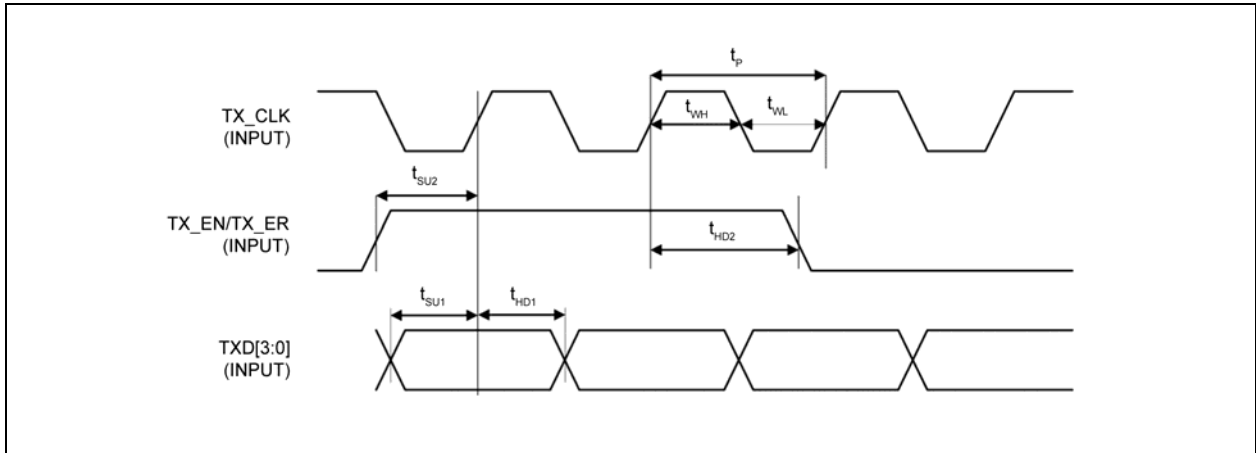 t_P
t_WH t_WL
TX_CLK
(INPUT)
t_SU2
TX_EN/TX_ER
(INPUT)
t_HD2
t_SU1 t_HD1
TXD[3:0]
(INPUT)